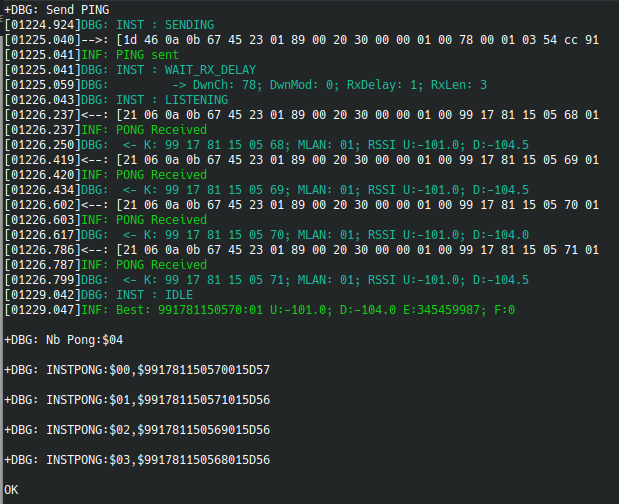 +DBG: Send PING
[01224.924]DBG: INST : SENDING
[01225.040]-->: [1d 46 0a 0b 67 45 23 01 89 00 20 30 00 00 01 00 78 00 01 03 54 cc 91
[01225.041]INF: PING sent
[01225.041]DBG: INST : WAIT_RX_DELAY
[01225.059]DBG:         -> DwnCh: 78; DwnMod: 0; RxDelay: 1; RxLen: 3
[01226.043]DBG: INST : LISTENING
[01226.237]<--: [21 06 0a 0b 67 45 23 01 89 00 20 30 00 00 01 00 99 17 81 15 05 68 01
[01226.237]INF: PONG Received
[01226.250]DBG:  <- K: 99 17 81 15 05 68; MLAN: 01; RSSI U:-101.0; D:-104.5
[01226.419]<--: [21 06 0a 0b 67 45 23 01 89 00 20 30 00 00 01 00 99 17 81 15 05 69 01
[01226.420]INF: PONG Received
[01226.434]DBG:  <- K: 99 17 81 15 05 69; MLAN: 01; RSSI U:-101.0; D:-104.5
[01226.602]<--: [21 06 0a 0b 67 45 23 01 89 00 20 30 00 00 01 00 99 17 81 15 05 70 01
[01226.603]INF: PONG Received
[01226.617]DBG:  <- K: 99 17 81 15 05 70; MLAN: 01; RSSI U:-101.0; D:-104.0
[01226.786]<--: [21 06 0a 0b 67 45 23 01 89 00 20 30 00 00 01 00 99 17 81 15 05 71 01
[01226.787]INF: PONG Received
[01226.799]DBG:  <- K: 99 17 81 15 05 71; MLAN: 01; RSSI U:-101.0; D:-104.5
[01229.042]DBG: INST : IDLE
[01229.047]INF: Best: 991781150570:01 U:-101.0; D:-104.0 E:345459987; F:0
+DBG: Nb Pong:$04
+DBG: INSTPONG:$00,$991781150570015D57
+DBG: INSTPONG:$01,$991781150571015D56
+DBG: INSTPONG:$02,$991781150569015D56
+DBG: INSTPONG:$03,$991781150568015D56
OK